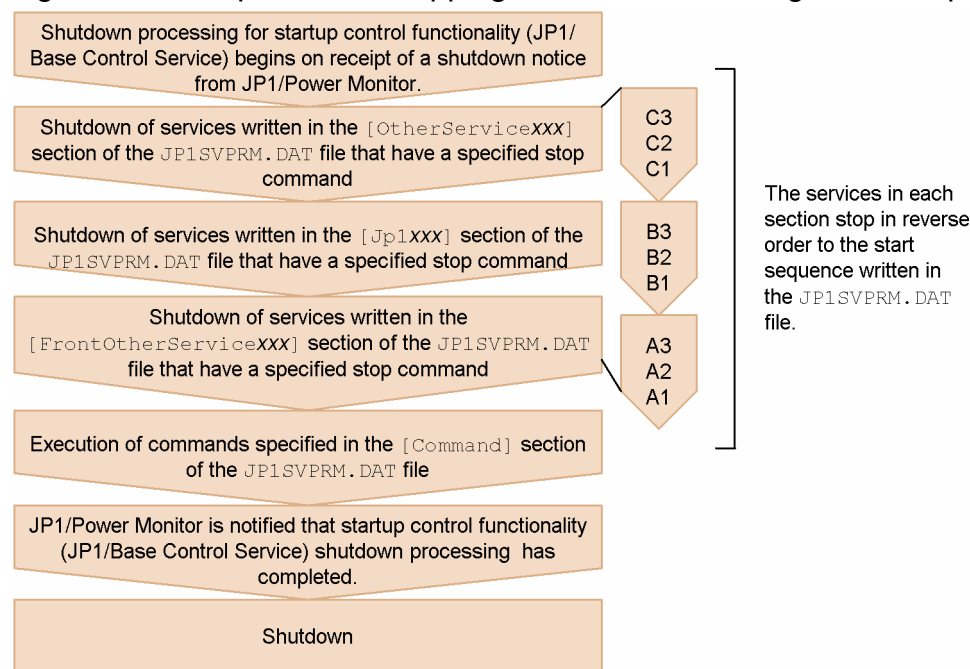 Shutdown processing for startup control functionality (JP1/
Base Control Service) begins on receipt of a shutdown notice
from JP1/Power Monitor.
Shutdown of services written in the [OtherServicexxx]
section of the JP1SVPRM.DAT file that have a specified stop
command
C3
C2
C1
Shutdown of services written in the [Jp1xxx] section of the
JP1SVPRM.DAT file that have a specified stop command
B3
B2
B1
Shutdown of services written in the
[FrontOtherServicexxx] section of the JP1SVPRM.DAT
file that have a specified stop command
A3
A2
A1
The services in each
section stop in reverse
order to the start
sequence written in
the JP1SVPRM.DAT
file.
Execution of commands specified in the [Command] section
of the JP1SVPRM.DAT file
JP1/Power Monitor is notified that startup control functionality
(JP1/Base Control Service) shutdown processing has
completed.
Shutdown